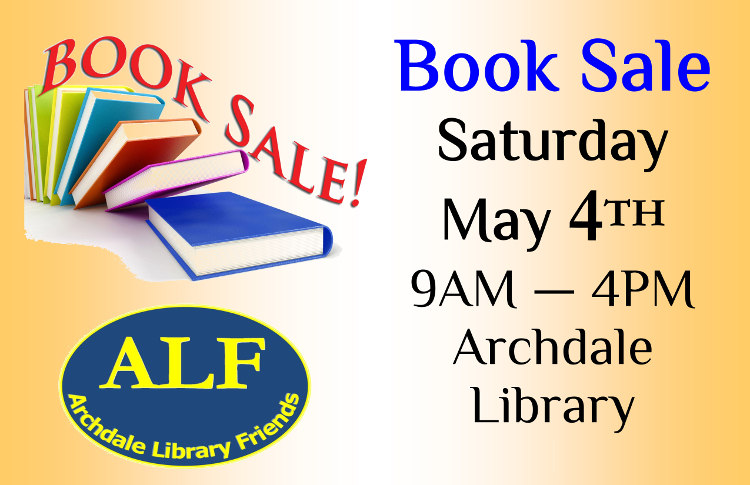 BOOK SALE!
ALF
Archdale Library Friends
Book Sale
Saturday
May 4TH
9AM — 4PM
Archdale
Library